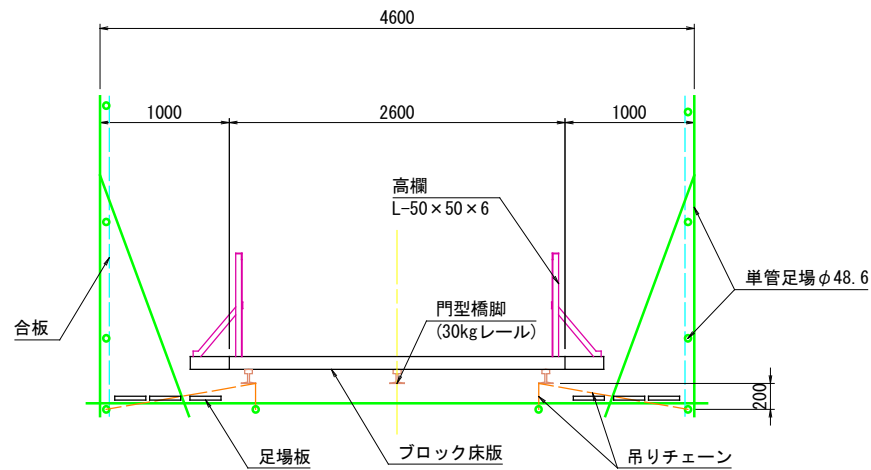 4600
1000
2600
1000
高欄
L-50×50×6
単管足場φ48.6
門型橋脚
(30kgレール)
合板
200
足場板
ブロック床版
吊りチェーン